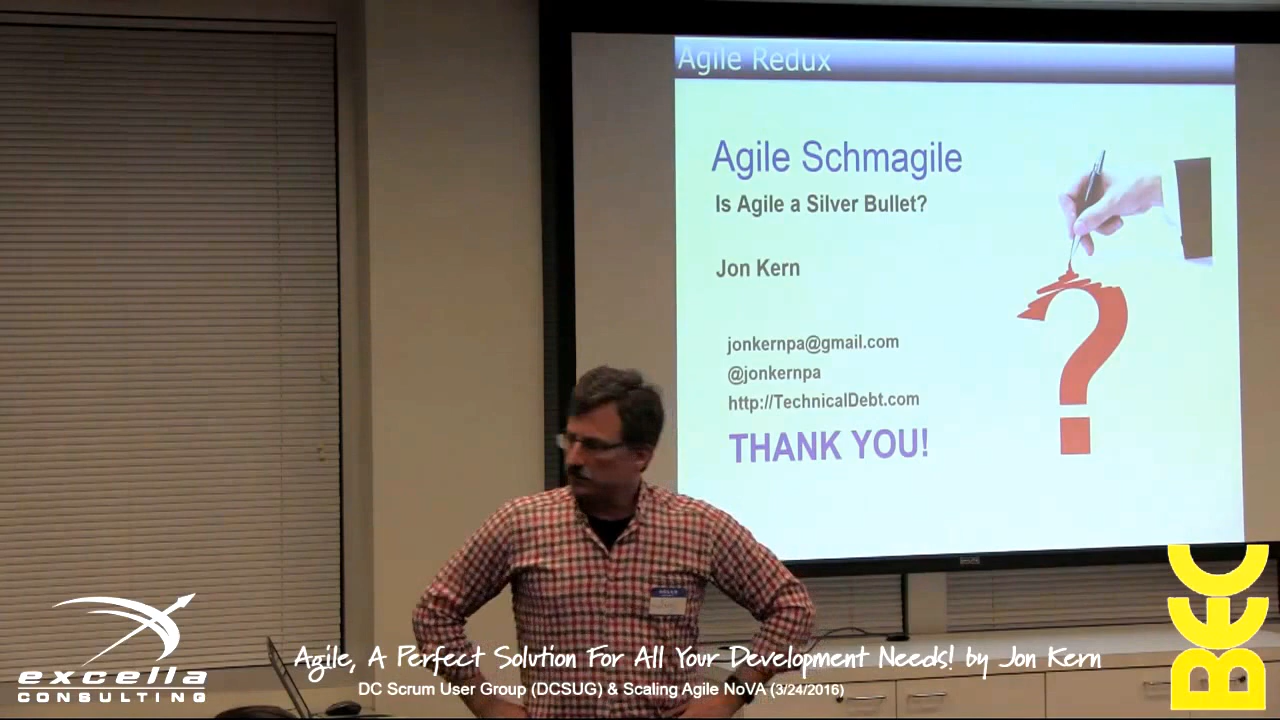 Agile Redux
Agile Schmagile
Is Agile a Silver Bullet?
Jon Kern
jonkernpa@gmail.com
@jonkernpa
http://TechnicalDebt.com
THANK YOU!
HELLO
excella
CONSULTING
Agile, A Perfect Solution For All Your Development Needs! by Jon Kern
DC Scrum User Group (DCSUG) & Scaling Agile NoVA (3/24/2016)